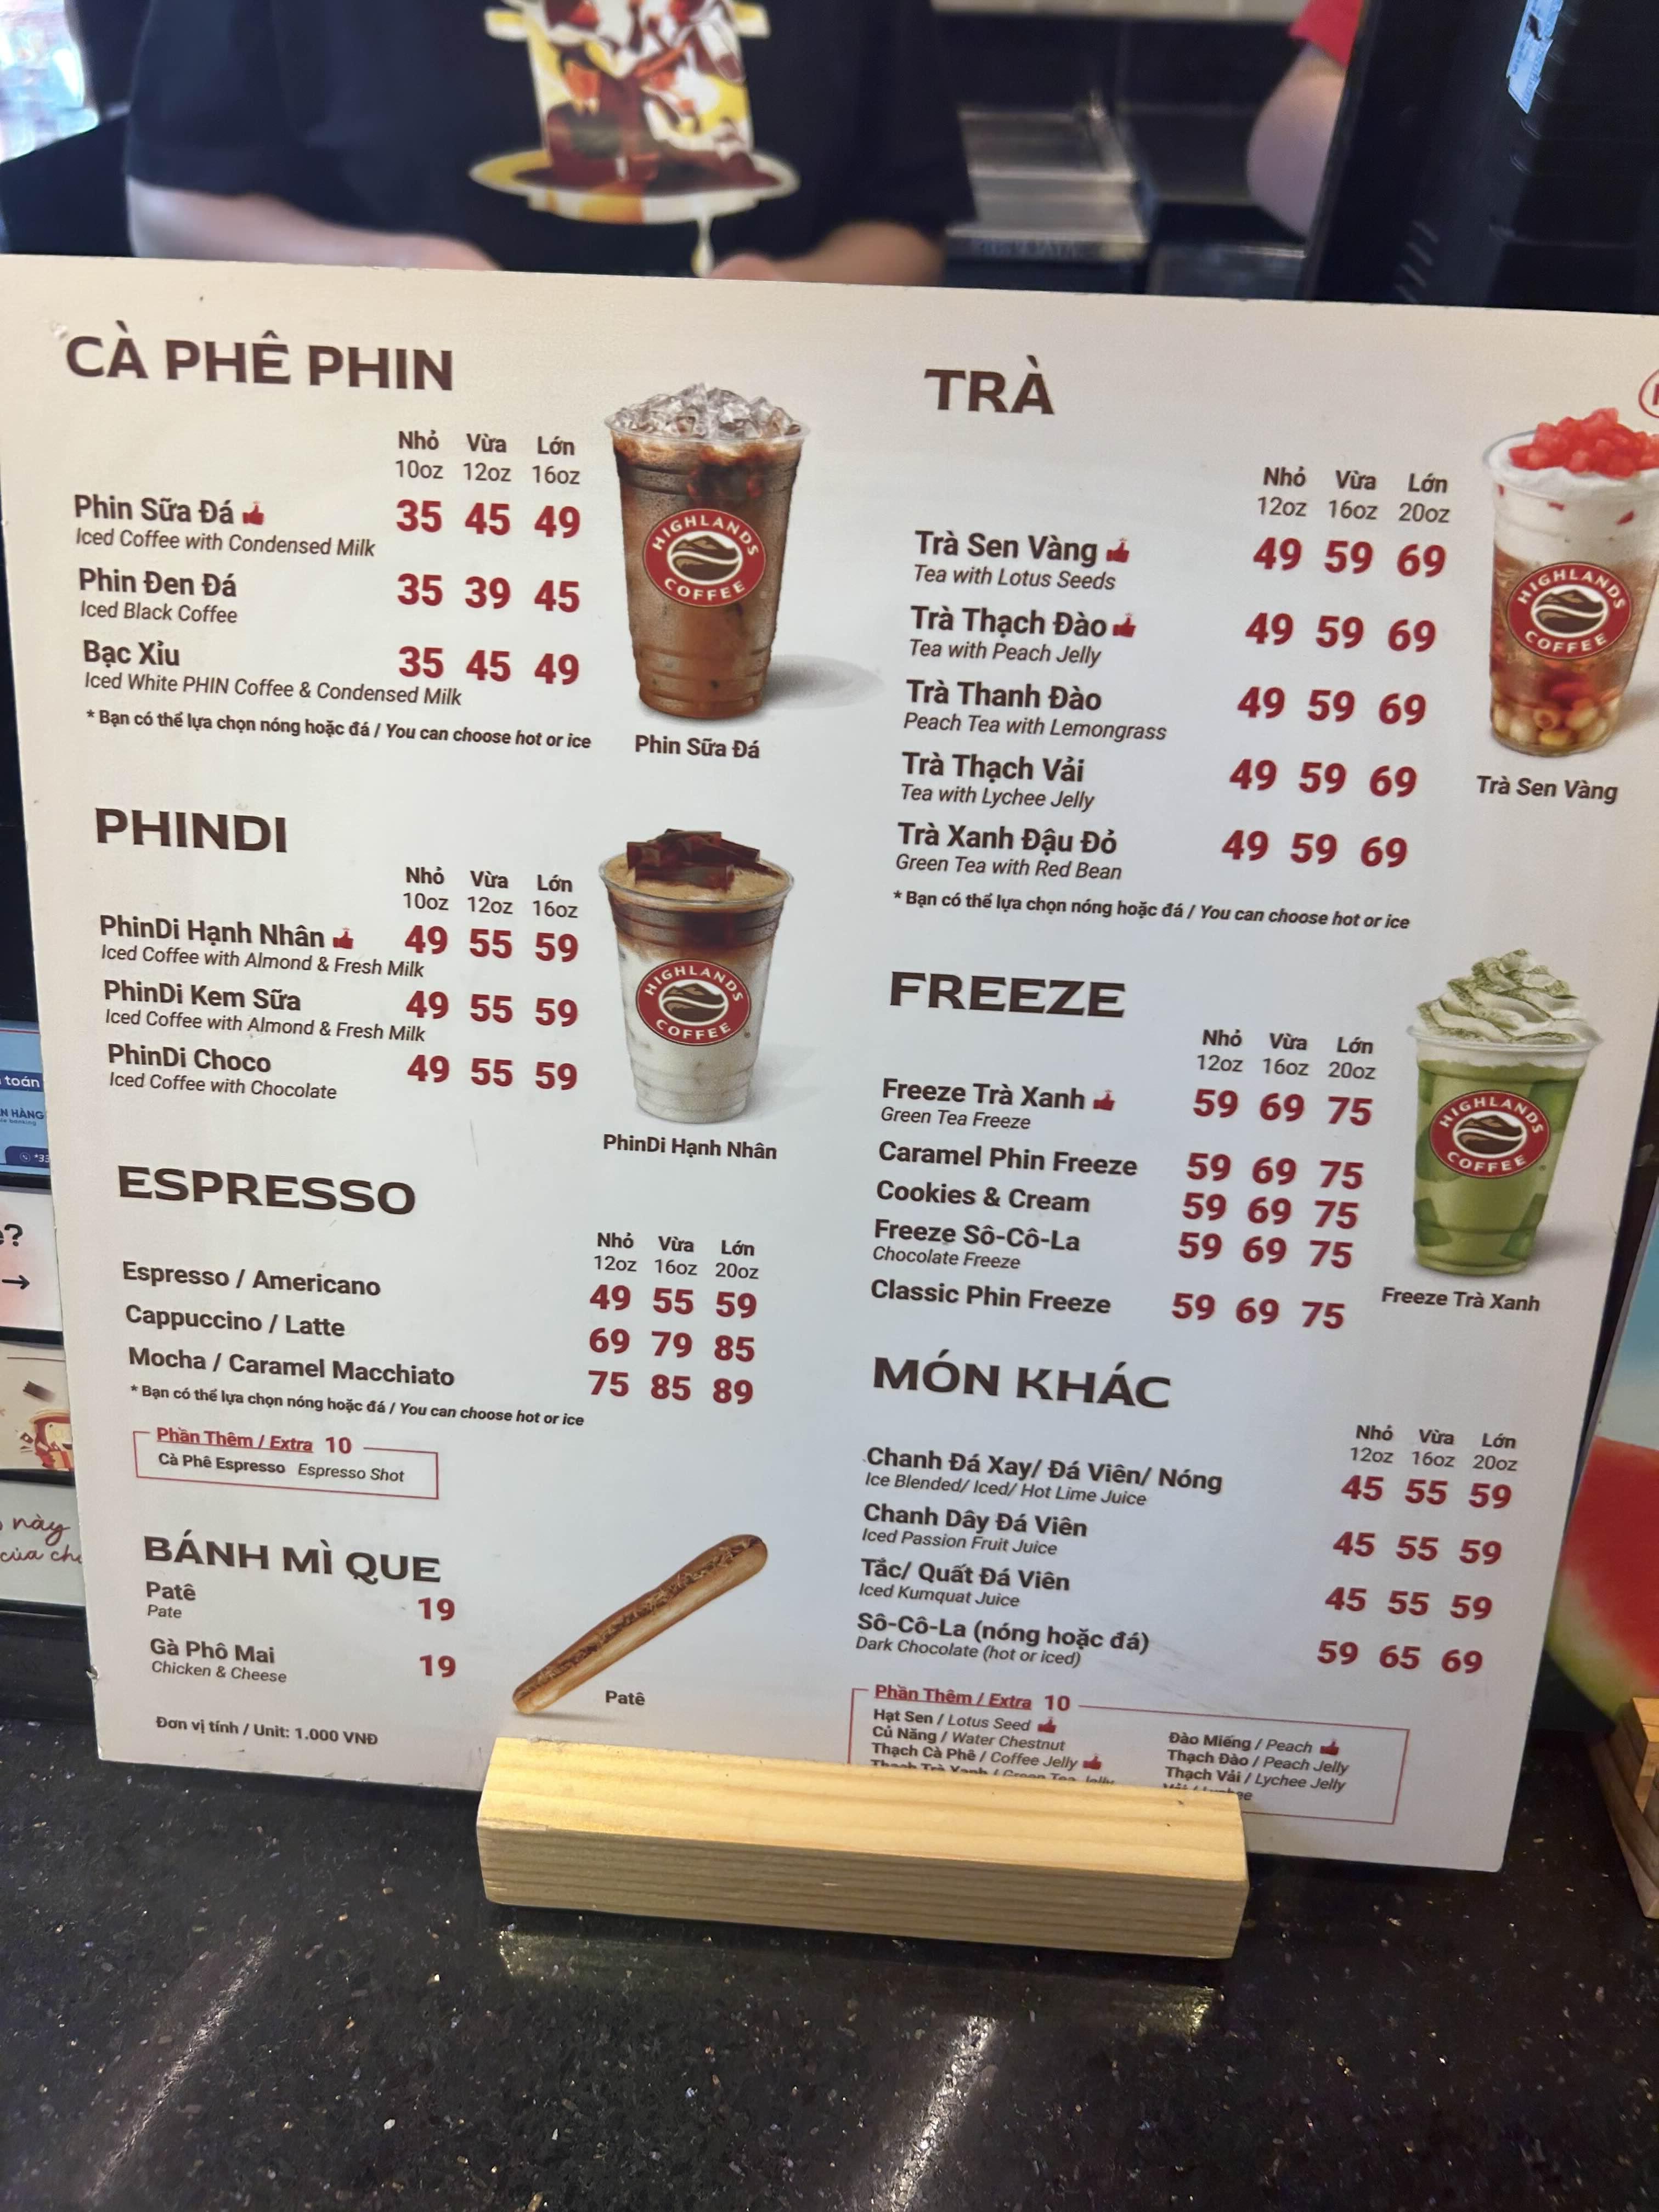 CÀ PHÊ PHIN
Nhỏ Vừa Lớn
10oz 12oz 16oz
Phin Sữa Đá 35 45 49
Iced Coffee with Condensed Milk
Phin Đen Đá 35 39 45
Iced Black Coffee
Bạc Xỉu 35 45 49
Iced White PHIN Coffee & Condensed Milk
* Bạn có thể lựa chọn nóng hoặc đá / You can choose hot or ice
HIGHLANDS
COFFEE
Phin Sữa Đá
PHINDI
Nhỏ Vừa Lớn
10oz 12oz 16oz
PhinDi Hạnh Nhân 49 55 59
Iced Coffee with Almond & Fresh Milk
PhinDi Kem Sữa 49 55 59
Iced Coffee with Almond & Fresh Milk
PhinDi Choco 49 55 59
Iced Coffee with Chocolate
HIGHLANDS
COFFEE
PhinDi Hạnh Nhân
ESPRESSO
Nhỏ Vừa Lớn
12oz 16oz 20oz
Espresso / Americano 49 55 59
Cappuccino / Latte 69 79 85
Mocha / Caramel Macchiato 75 85 89
* Bạn có thể lựa chọn nóng hoặc đá / You can choose hot or ice
Phần Thêm / Extra 10
Cà Phê Espresso Espresso Shot
BÁNH MÌ QUE
Patê 19
Pate
Gà Phô Mai 19
Chicken & Cheese
Patê
Đơn vị tính / Unit: 1.000 VNĐ
TRÀ
Nhỏ Vừa Lớn
12oz 16oz 20oz
Trà Sen Vàng 49 59 69
Tea with Lotus Seeds
Trà Thạch Đào 49 59 69
Tea with Peach Jelly
Trà Thanh Đào 49 59 69
Peach Tea with Lemongrass
Trà Thạch Vải 49 59 69
Tea with Lychee Jelly
Trà Xanh Đậu Đỏ 49 59 69
Green Tea with Red Bean
* Bạn có thể lựa chọn nóng hoặc đá / You can choose hot or ice
HIGHLANDS
COFFEE
Trà Sen Vàng
FREEZE
Nhỏ Vừa Lớn
12oz 16oz 20oz
Freeze Trà Xanh 59 69 75
Green Tea Freeze
Caramel Phin Freeze 59 69 75
Cookies & Cream 59 69 75
Freeze Sô-Cô-La 59 69 75
Chocolate Freeze
Classic Phin Freeze 59 69 75
HIGHLANDS
COFFEE
Freeze Trà Xanh
MÓN KHÁC
Nhỏ Vừa Lớn
12oz 16oz 20oz
Chanh Đá Xay/ Đá Viên/ Nóng 45 55 59
Ice Blended/ Iced/ Hot Lime Juice
Chanh Dây Đá Viên 45 55 59
Iced Passion Fruit Juice
Tắc/ Quất Đá Viên 45 55 59
Iced Kumquat Juice
Sô-Cô-La (nóng hoặc đá) 59 65 69
Dark Chocolate (hot or iced)
Phần Thêm / Extra 10
Hạt Sen / Lotus Seed
Củ Năng / Water Chestnut
Thạch Cà Phê / Coffee Jelly
Thạch Trà Xanh / Green Tea Jelly
Đào Miếng / Peach
Thạch Đào / Peach Jelly
Thạch Vải / Lychee Jelly
toán
N HÀNG
này
của